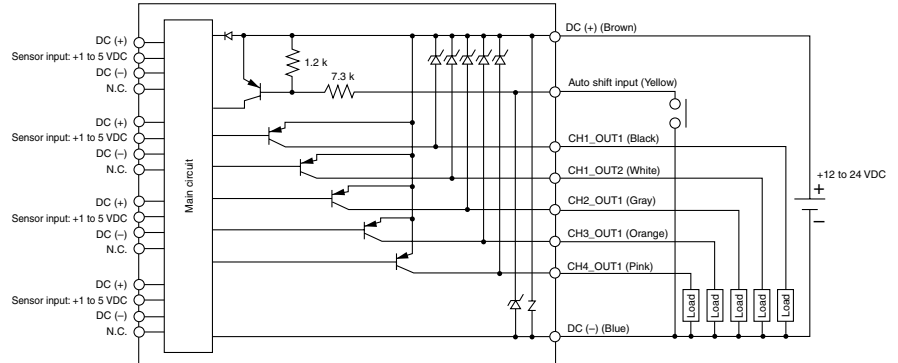 DC (+)
Sensor input: +1 to 5 VDC
DC (–)
N.C.
DC (+)
Sensor input: +1 to 5 VDC
DC (–)
N.C.
DC (+)
Sensor input: +1 to 5 VDC
DC (–)
N.C.
DC (+)
Sensor input: +1 to 5 VDC
DC (–)
N.C.
Main circuit
1.2 k
7.3 k
DC (+) (Brown)
Auto shift input (Yellow)
CH1_OUT1 (Black)
CH1_OUT2 (White)
CH2_OUT1 (Gray)
CH3_OUT1 (Orange)
CH4_OUT1 (Pink)
DC (–) (Blue)
Load
Load
Load
Load
Load
+12 to 24 VDC
+
–